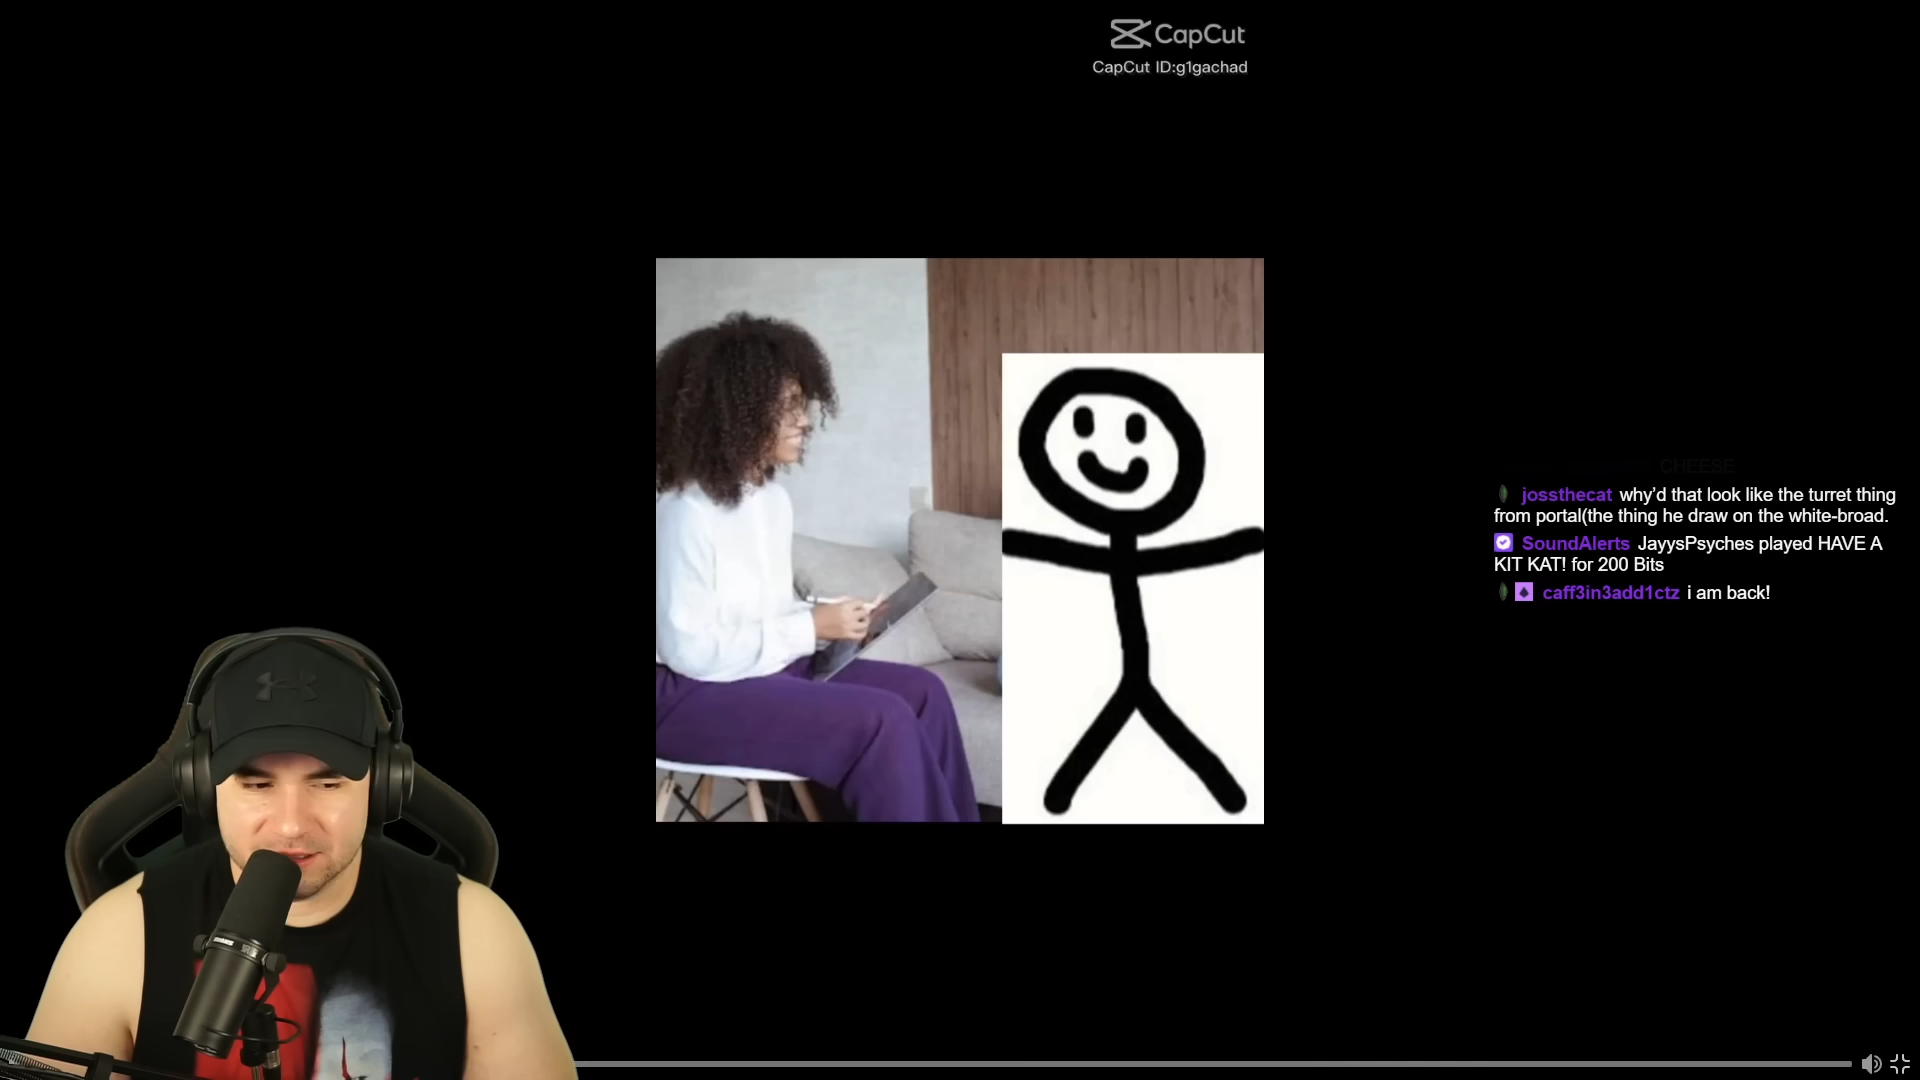 CapCut
CapCut ID:g1gachad
CHEESE
jossthecat why'd that look like the turret thing
from portal(the thing he draw on the white-broad.
SoundAlerts JayysPsyches played HAVE A
KIT KAT! for 200 Bits
caff3in3add1ctz i am back!